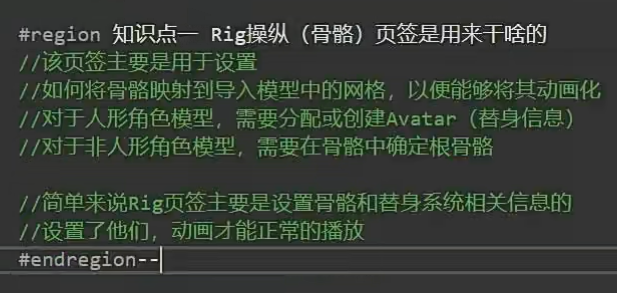 #region 知识点一 Rig操纵（骨骼）页签是用来干啥的
//该页签主要是用于设置
//如何将骨骼映射到导入模型中的网格，以便能够将其动画化
//对于人形角色模型，需要分配或创建Avatar（替身信息）
//对于非人形角色模型，需要在骨骼中确定根骨骼
//简单来说Rig页签主要是设置骨骼和替身系统相关信息的
//设置了他们，动画才能正常的播放
#endregion--